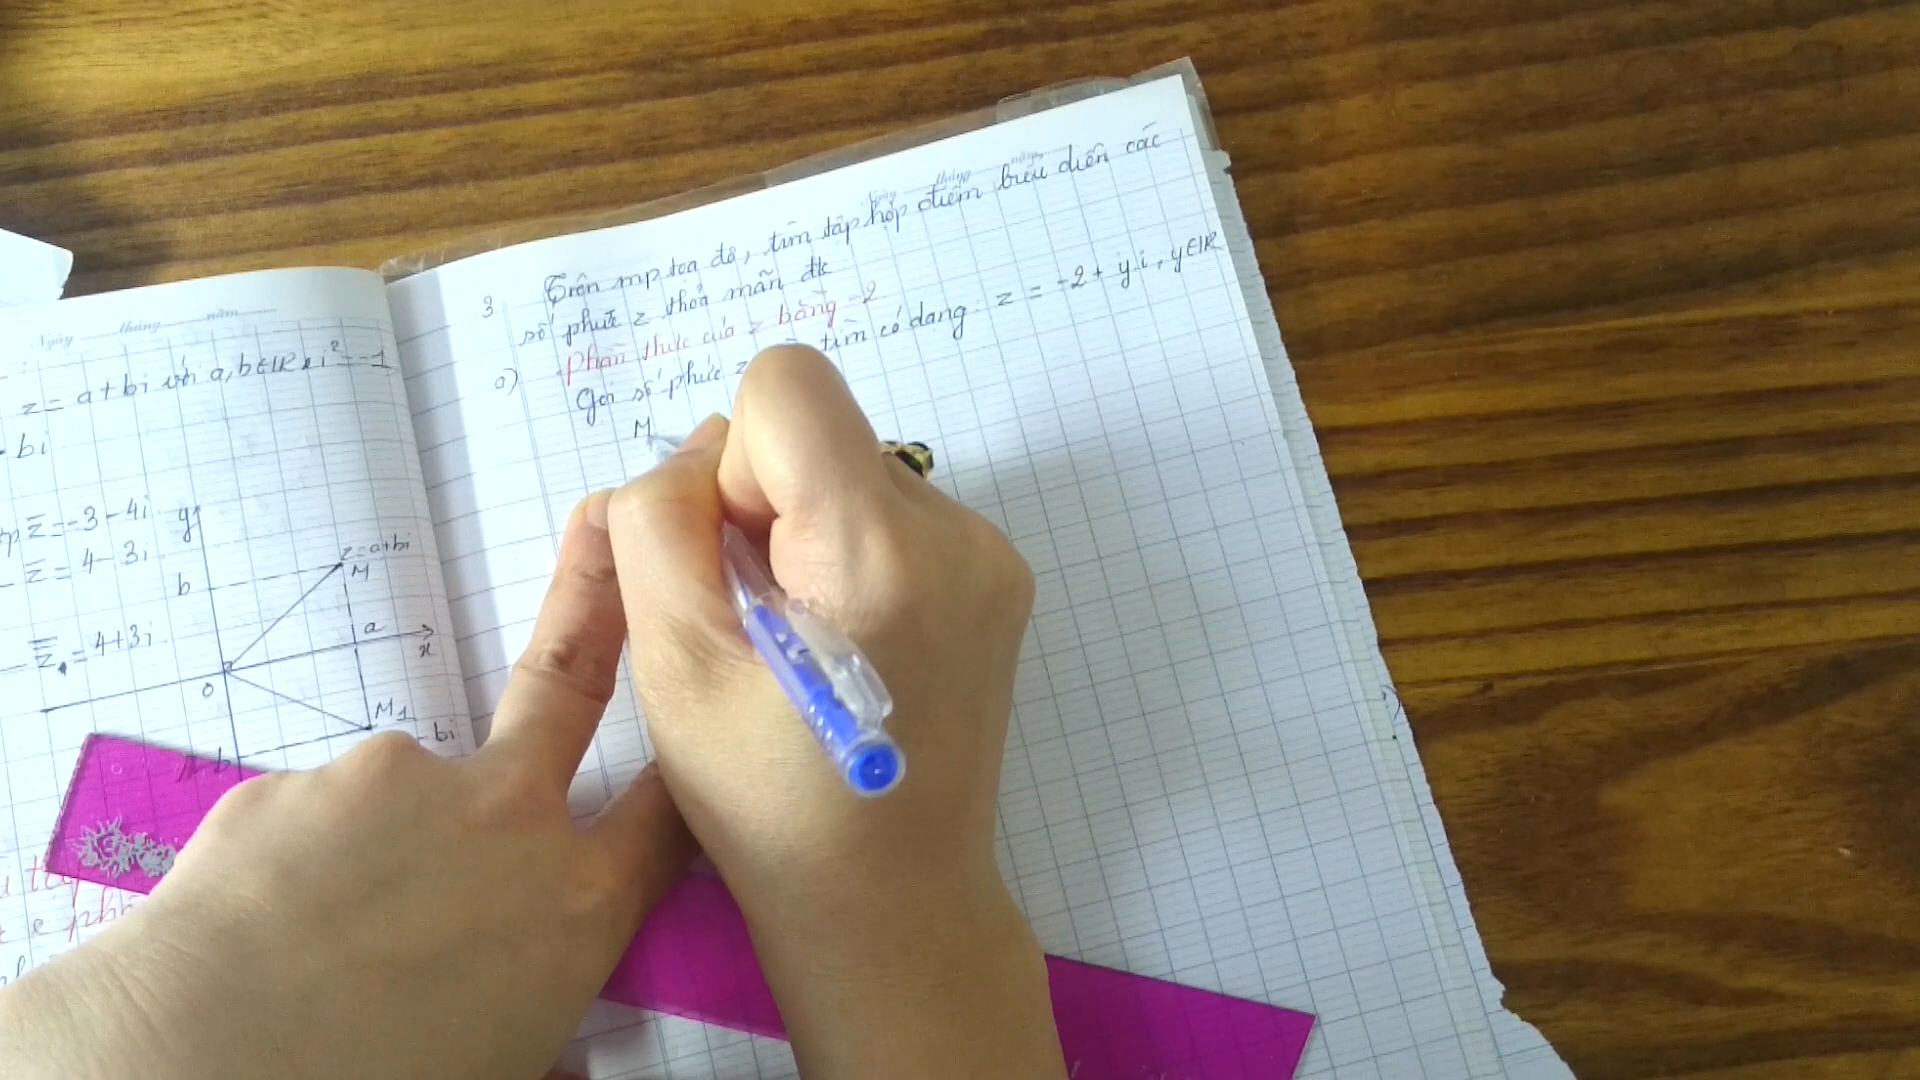 Ngày tháng năm
z = a + bi với a, b ∈ IR, i² = -1
bi
z̄ = -3 - 4i
z̄ = 4 - 3i
= 4 + 3i
y
z = a + bi
M
b
a
x
O
M1
- bi
b
Ngày tháng năm
3 Trên mp tọa độ, tìm tập hợp điểm biểu diễn các
số phức z thỏa mãn đk
a) Phần thực của z bằng -2
Gọi số phức z tìm có dạng: z = -2 + yi, y ∈ IR
M